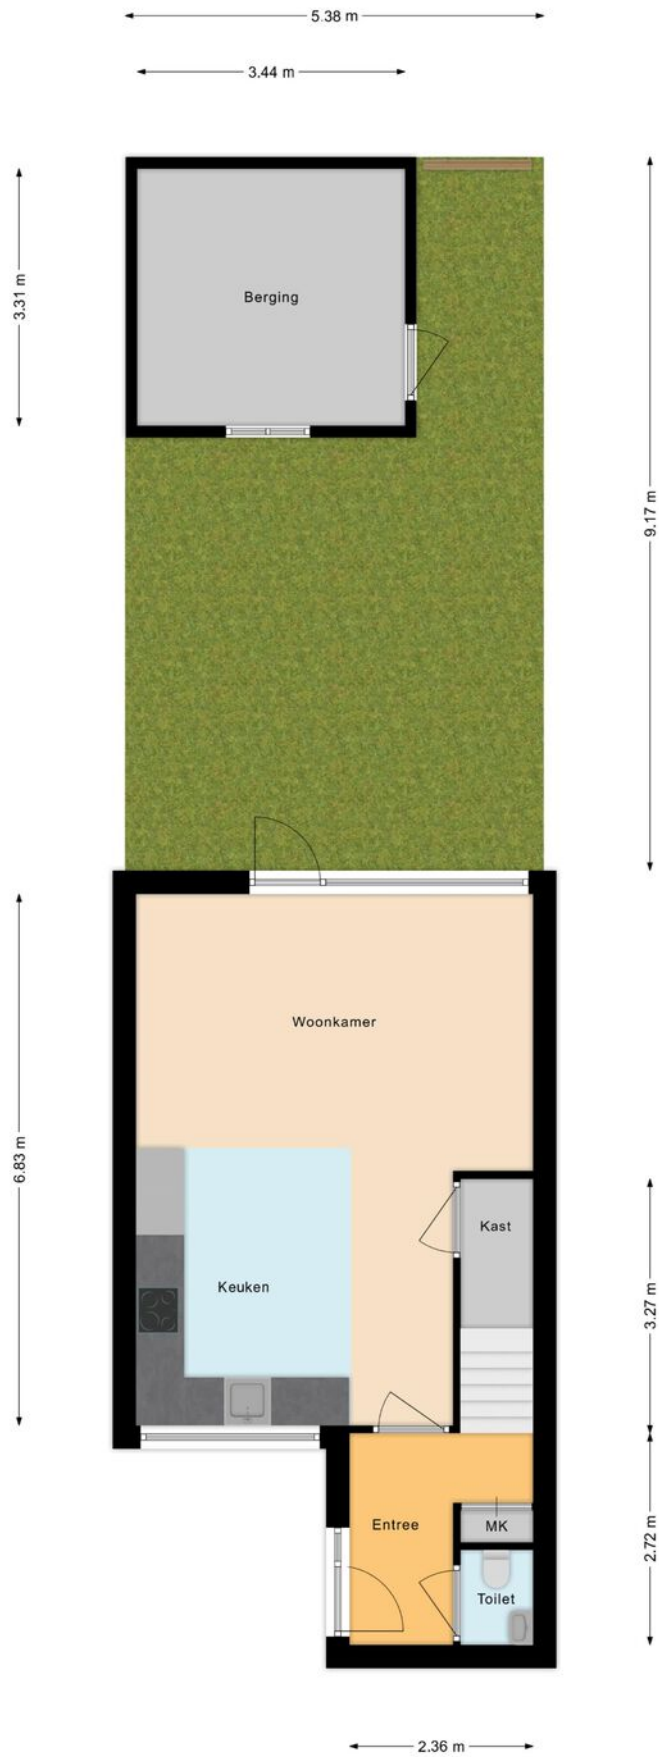 5.38 m
3.44 m
3.31 m
Berging
9.17 m
Woonkamer
6.83 m
Kast
Keuken
3.27 m
Entree
MK
2.72 m
Toilet
2.36 m